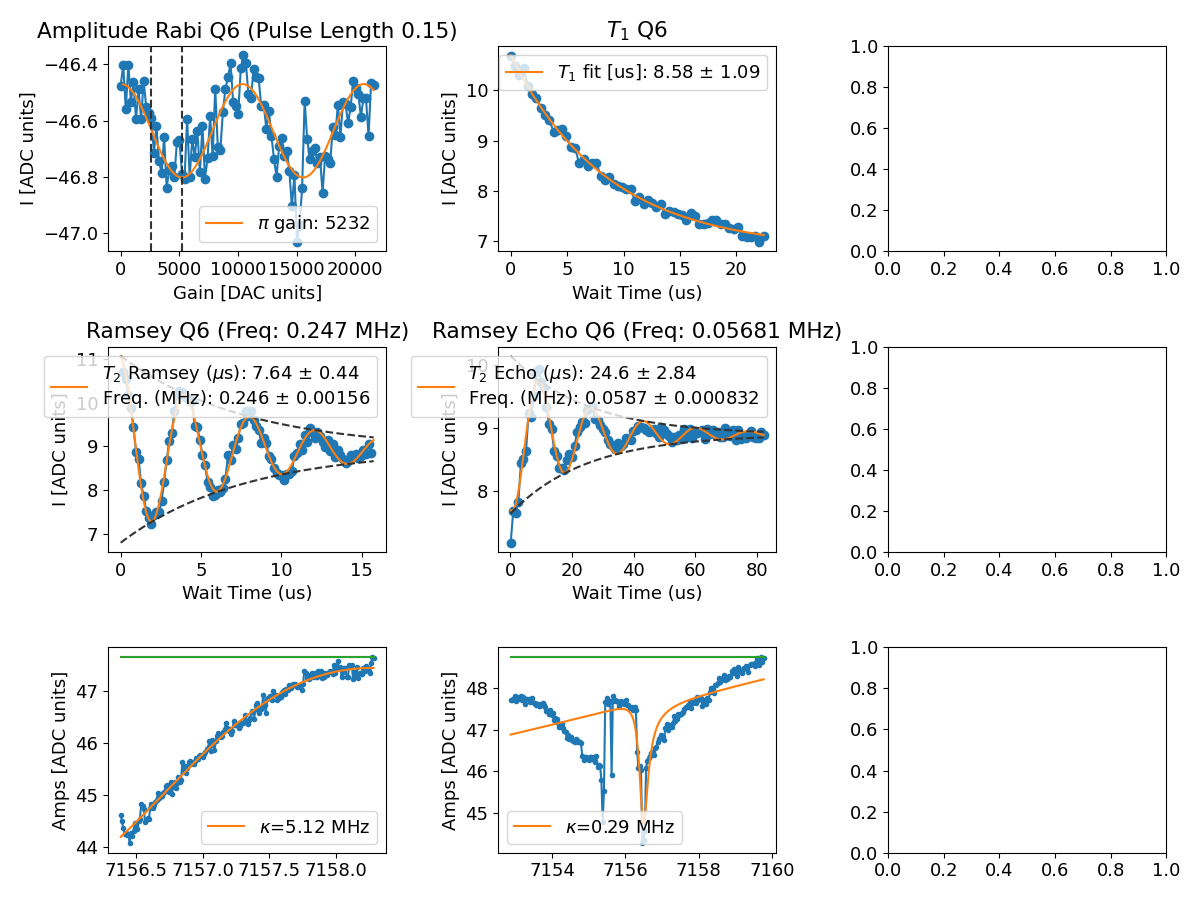 Amplitude Rabi Q6 (Pulse Length 0.15)
I [ADC units]
−46.4
−46.6
−46.8
−47.0
π gain: 5232
0 5000 10000 15000 20000
Gain [DAC units]
T₁ Q6
I [ADC units]
10
9
8
7
T₁ fit [us]: 8.58 ± 1.09
0 5 10 15 20
Wait Time (us)
1.0
0.8
0.6
0.4
0.2
0.0
0.0 0.2 0.4 0.6 0.8 1.0
Ramsey Q6 (Freq: 0.247 MHz)
I [ADC units]
11
10
9
8
7
T₂ Ramsey (μs): 7.64 ± 0.44
Freq. (MHz): 0.246 ± 0.00156
0 5 10 15
Wait Time (us)
Ramsey Echo Q6 (Freq: 0.05681 MHz)
I [ADC units]
10
9
8
T₂ Echo (μs): 24.6 ± 2.84
Freq. (MHz): 0.0587 ± 0.000832
0 20 40 60 80
Wait Time (us)
1.0
0.8
0.6
0.4
0.2
0.0
0.0 0.2 0.4 0.6 0.8 1.0
Amps [ADC units]
47
46
45
44
κ=5.12 MHz
7156.5 7157.0 7157.5 7158.0
Amps [ADC units]
48
47
46
45
κ=0.29 MHz
7154 7156 7158 7160
1.0
0.8
0.6
0.4
0.2
0.0
0.0 0.2 0.4 0.6 0.8 1.0